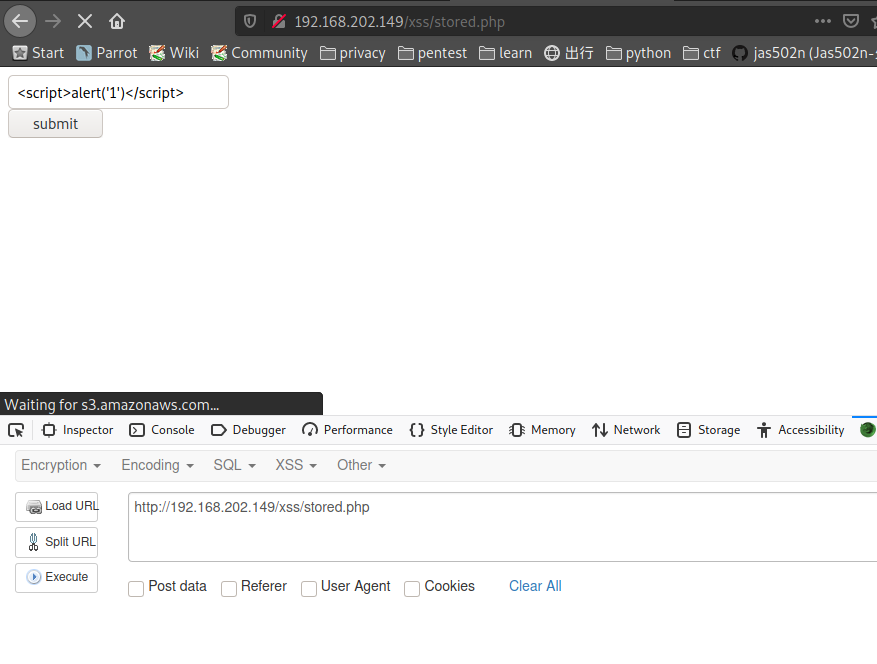 192.168.202.149/xss/stored.php
Start Parrot Wiki Community privacy pentest learn 出行 python ctf jas502n (Jas502n-
<script>alert('1')</script>
submit
Waiting for s3.amazonaws.com...
Inspector Console Debugger Performance Style Editor Memory Network Storage Accessibility
Encryption Encoding SQL XSS Other
Load URL http://192.168.202.149/xss/stored.php
Split URL
Execute
Post data Referer User Agent Cookies Clear All